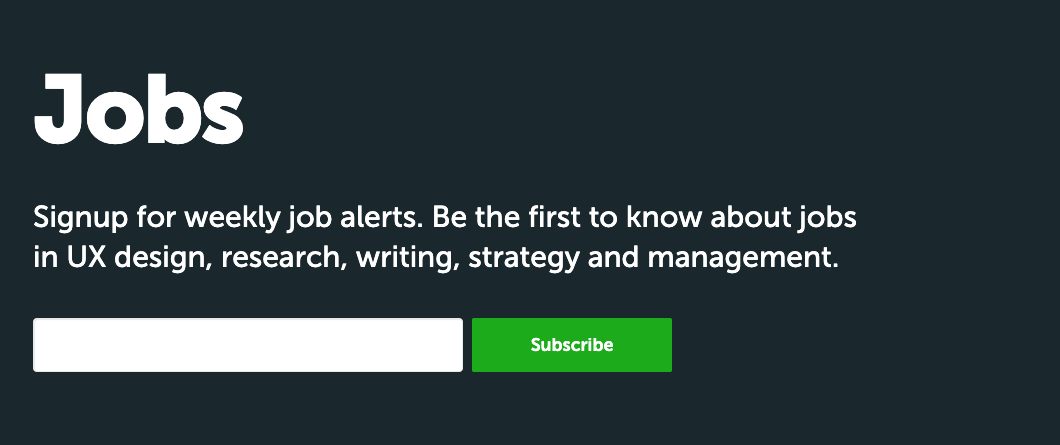 Jobs
Signup for weekly job alerts. Be the first to know about jobs
in UX design, research, writing, strategy and management.
Subscribe